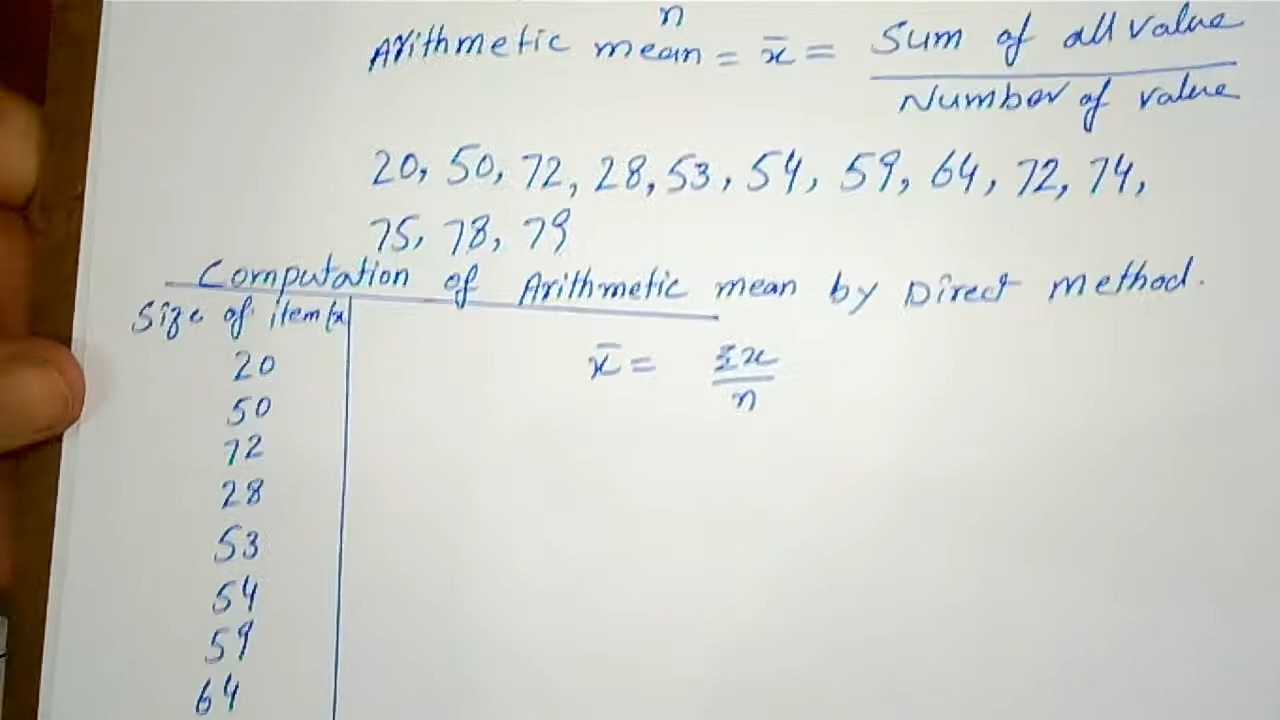 n
Arithmetic mean = x̄ = Sum of all value
Number of value
20, 50, 72, 28, 53, 54, 59, 64, 72, 74,
75, 78, 79
Computation of Arithmetic mean by Direct method.
Size of item(x
x̄ = Σx
n
20
50
72
28
53
54
59
64